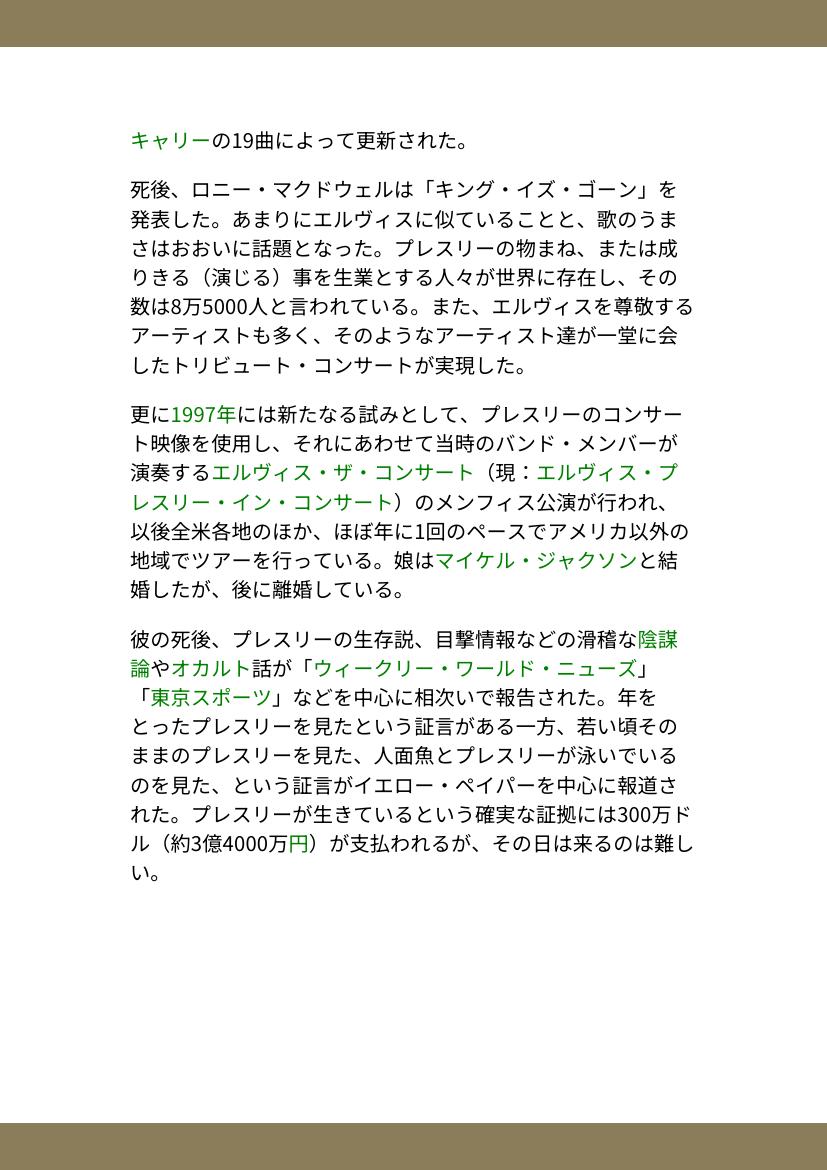 キャリーの19曲によって更新された。
死後、ロニー・マクドウェルは「キング・イズ・ゴーン」を
発表した。あまりにエルヴィスに似ていることと、歌のうま
さはおおいに話題となった。プレスリーの物まね、または成
りきる（演じる）事を生業とする人々が世界に存在し、その
数は8万5000人と言われている。また、エルヴィスを尊敬する
アーティストも多く、そのようなアーティスト達が一堂に会
したトリビュート・コンサートが実現した。
更に1997年には新たなる試みとして、プレスリーのコンサー
ト映像を使用し、それにあわせて当時のバンド・メンバーが
演奏するエルヴィス・ザ・コンサート（現：エルヴィス・プ
レスリー・イン・コンサート）のメンフィス公演が行われ、
以後全米各地のほか、ほぼ年に1回のペースでアメリカ以外の
地域でツアーを行っている。娘はマイケル・ジャクソンと結
婚したが、後に離婚している。
彼の死後、プレスリーの生存説、目撃情報などの滑稽な陰謀
論やオカルト話が「ウィークリー・ワールド・ニューズ」
「東京スポーツ」などを中心に相次いで報告された。年を
とったプレスリーを見たという証言がある一方、若い頃その
ままのプレスリーを見た、人面魚とプレスリーが泳いでいる
のを見た、という証言がイエロー・ペイパーを中心に報道さ
れた。プレスリーが生きているという確実な証拠には300万ド
ル（約3億4000万円）が支払われるが、その日は来るのは難し
い。